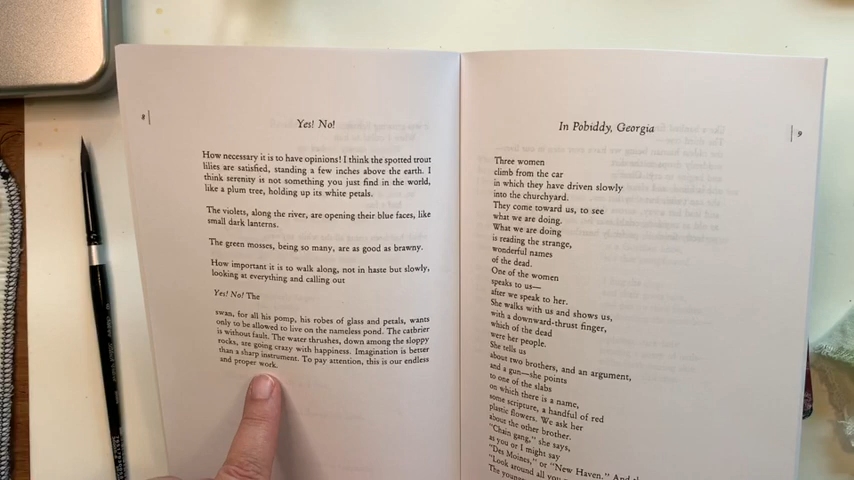 8
Yes! No!
How necessary it is to have opinions! I think the spotted trout
lilies are satisfied, standing a few inches above the earth. I
think serenity is not something you just find in the world,
like a plum tree, holding up its white petals.
The violets, along the river, are opening their blue faces, like
small dark lanterns.
The green mosses, being so many, are as good as brawny.
How important it is to walk along, not in haste but slowly,
looking at everything and calling out
Yes! No! The
swan, for all his pomp, his robes of glass and petals, wants
only to be allowed to live on the nameless pond. The catbrier
is without fault. The water thrushes, down among the sloppy
rocks, are going crazy with happiness. Imagination is better
than a sharp instrument. To pay attention, this is our endless
and proper work.
9
In Pobiddy, Georgia
Three women
climb from the car
in which they have driven slowly
into the churchyard.
They come toward us, to see
what we are doing.
What we are doing
is reading the strange,
wonderful names
of the dead.
One of the women
speaks to us—
after we speak to her.
She walks with us and shows us,
with a downward-thrust finger,
which of the dead
were her people.
She tells us
about two brothers, and an argument,
and a gun—she points
to one of the slabs
on which there is a name,
some scripture, a handful of red
plastic flowers. We ask her
about the other brother.
"Chain gang," she says,
as you or I might say
"Des Moines," or "New Haven." And
"Look around all you
The younger